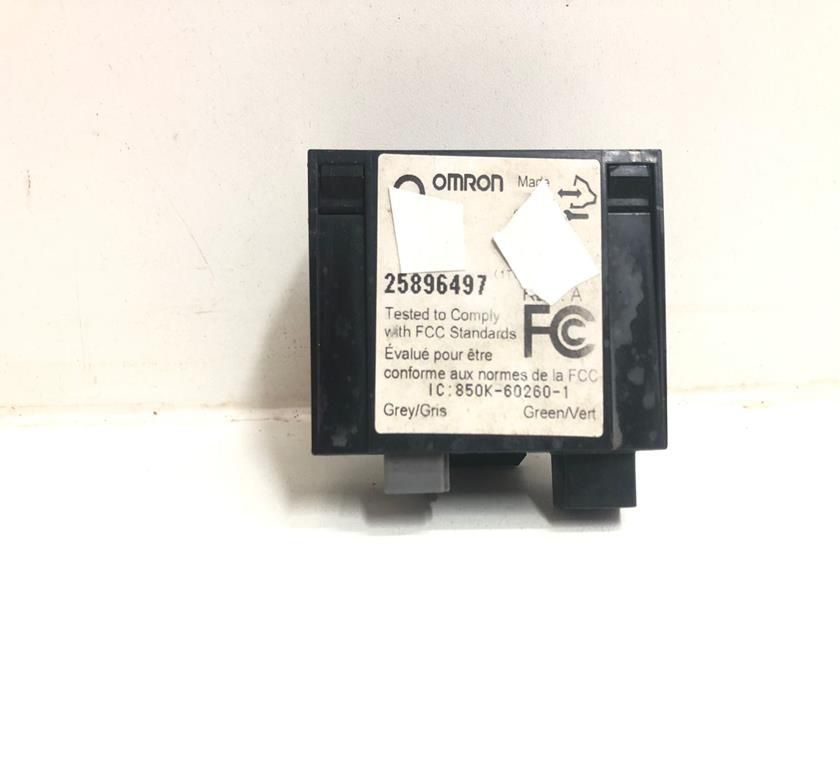 OMRON Made
25896497
A
Tested to Comply
with FCC Standards
FC
Évalué pour être
conforme aux normes de la FCC
IC:850K-60260-1
Grey/Gris Green/Vert